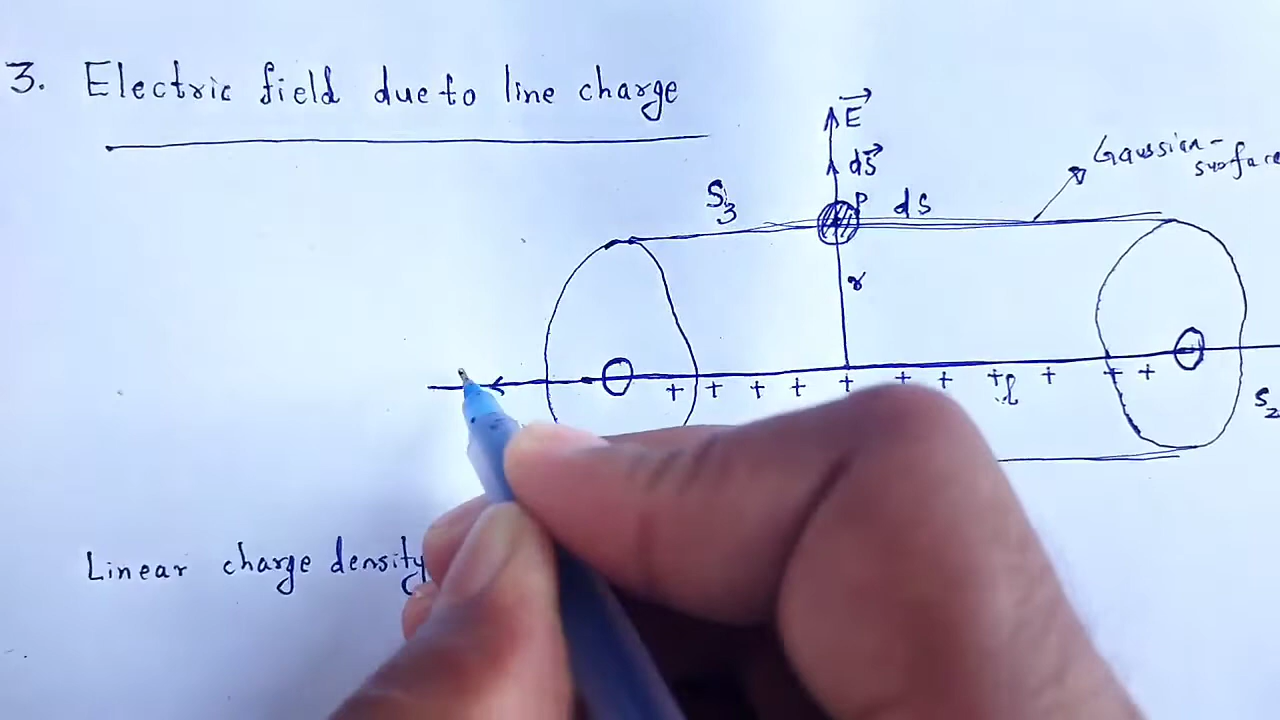 3. Electric field due to line charge
E
dS
Gaussian-
surface
S3
P
dS
r
+ + + + + + + + + + +
l
S2
Linear charge density